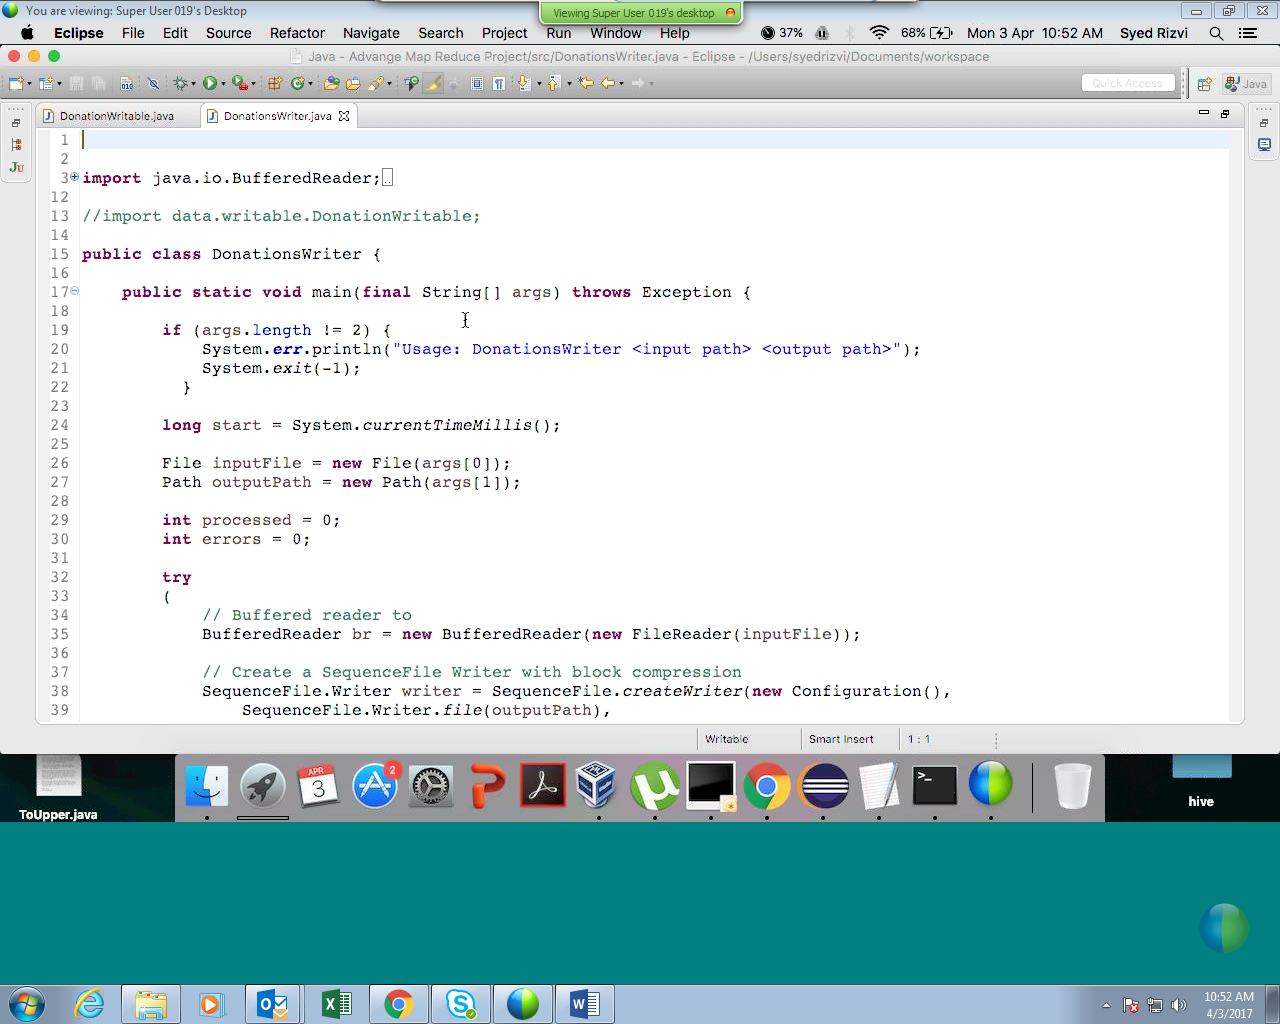 You are viewing: Super User 019's Desktop
Viewing Super User 019's desktop
Eclipse File Edit Source Refactor Navigate Search Project Run Window Help 37% 68% Mon 3 Apr 10:52 AM Syed Rizvi
Java - Advange Map Reduce Project/src/DonationsWriter.java - Eclipse - /Users/syedrizvi/Documents/workspace
Quick Access Java
DonationWritable.java DonationsWriter.java
1
2
3 import java.io.BufferedReader;
12
13 //import data.writable.DonationWritable;
14
15 public class DonationsWriter {
16
17 public static void main(final String[] args) throws Exception {
18
19 if (args.length != 2) {
20 System.err.println("Usage: DonationsWriter <input path> <output path>");
21 System.exit(-1);
22 }
23
24 long start = System.currentTimeMillis();
25
26 File inputFile = new File(args[0]);
27 Path outputPath = new Path(args[1]);
28
29 int processed = 0;
30 int errors = 0;
31
32 try
33 (
34 // Buffered reader to
35 BufferedReader br = new BufferedReader(new FileReader(inputFile));
36
37 // Create a SequenceFile Writer with block compression
38 SequenceFile.Writer writer = SequenceFile.createWriter(new Configuration(),
39 SequenceFile.Writer.file(outputPath),
Writable Smart Insert 1 : 1
APR
3
2
ToUpper.java
hive
10:52 AM
4/3/2017